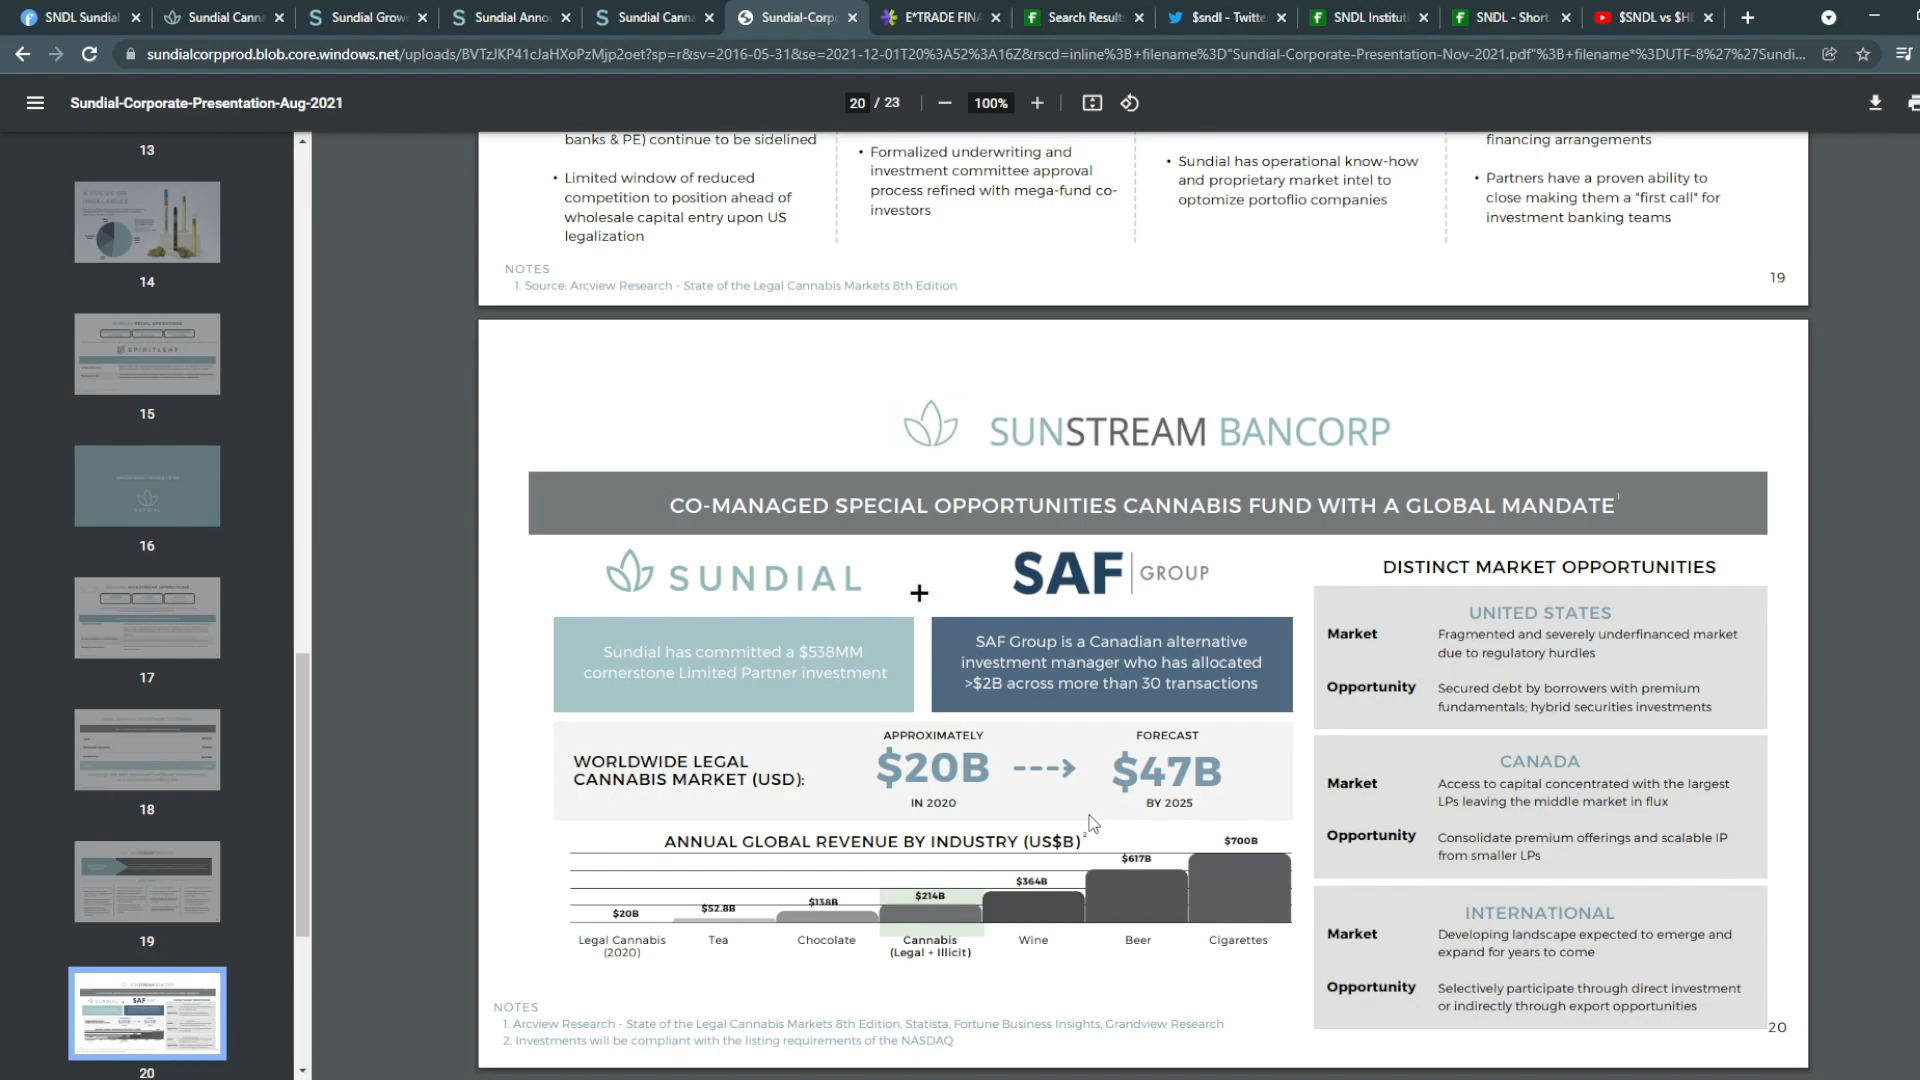 SNDL Sundial
Sundial Cann
Sundial Grow
Sundial Anno
Sundial Cann
Sundial-Corpo
E*TRADE FINA
Search Result
$sndl - Twitte
SNDL Institut
SNDL - Short
$SNDL vs $H
sundialcorpprod.blob.core.windows.net/uploads/BVTzJKP41cJaHXoPzMjp2oet?sp=r&sv=2016-05-31&se=2021-12-01T20%3A52%3A16Z&rscd=inline%3B+filename%3D"Sundial-Corporate-Presentation-Nov-2021.pdf"%3B+filename*%3DUTF-8%27%27Sundi...
Sundial-Corporate-Presentation-Aug-2021
20 / 23
100%
13
14
15
16
17
18
19
20
banks & PE) continue to be sidelined
• Limited window of reduced
competition to position ahead of
wholesale capital entry upon US
legalization
• Formalized underwriting and
investment committee approval
process refined with mega-fund co-
investors
• Sundial has operational know-how
and proprietary market intel to
optomize portoflio companies
financing arrangements
• Partners have a proven ability to
close making them a "first call" for
investment banking teams
NOTES
1. Source: Arcview Research - State of the Legal Cannabis Markets 8th Edition
19
SUNSTREAM BANCORP
CO-MANAGED SPECIAL OPPORTUNITIES CANNABIS FUND WITH A GLOBAL MANDATE1
SUNDIAL
+
SAF GROUP
Sundial has committed a $538MM
cornerstone Limited Partner investment
SAF Group is a Canadian alternative
investment manager who has allocated
>$2B across more than 30 transactions
WORLDWIDE LEGAL
CANNABIS MARKET (USD):
APPROXIMATELY
$20B
IN 2020
FORECAST
$47B
BY 2025
ANNUAL GLOBAL REVENUE BY INDUSTRY (US$B)2
$20B
$52.8B
$138B
$214B
$364B
$617B
$700B
Legal Cannabis
(2020)
Tea
Chocolate
Cannabis
(Legal + Illicit)
Wine
Beer
Cigarettes
DISTINCT MARKET OPPORTUNITIES
UNITED STATES
Market
Fragmented and severely underfinanced market
due to regulatory hurdles
Opportunity
Secured debt by borrowers with premium
fundamentals; hybrid securities investments
CANADA
Market
Access to capital concentrated with the largest
LPs leaving the middle market in flux
Opportunity
Consolidate premium offerings and scalable IP
from smaller LPs
INTERNATIONAL
Market
Developing landscape expected to emerge and
expand for years to come
Opportunity
Selectively participate through direct investment
or indirectly through export opportunities
NOTES
1. Arcview Research - State of the Legal Cannabis Markets 8th Edition, Statista, Fortune Business Insights, Grandview Research
2. Investments will be compliant with the listing requirements of the NASDAQ
20